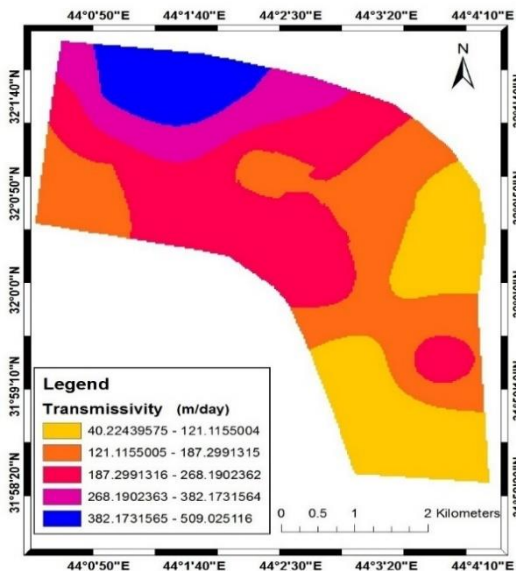 44°0'50"E 44°1'40"E 44°2'30"E 44°3'20"E 44°4'10"E
N
32°1'40"N
32°0'50"N
32°0'0"N
31°59'10"N
31°58'20"N
Legend
Transmissivity (m/day)
40.22439575 - 121.1155004
121.1155005 - 187.2991315
187.2991316 - 268.1902362
268.1902363 - 382.1731564
382.1731565 - 509.025116
0 0.5 1 2 Kilometers
44°0'50"E 44°1'40"E 44°2'30"E 44°3'20"E 44°4'10"E